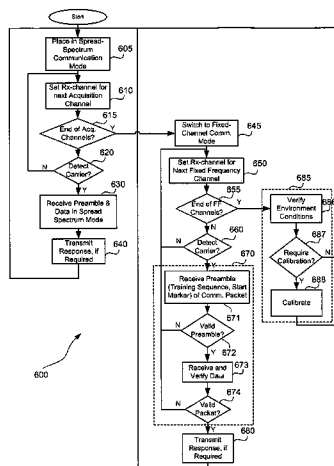 Start
Place in Spread-
Spectrum
Communication
Mode
605
Set Rx-channel for
next Acquisition
Channel
610
615
End of Acq.
Channels?
Y
N
620
Detect
Carrier?
N
Y
630
Receive Preamble &
Data in Spread
Spectrum Mode
Transmit
Response, if
Required
640
600
Switch to Fixed-
Channel Comm.
Mode
645
Set Rx-channel for
Next Fixed Frequency
Channel
650
655
End of FF
Channels?
Y
N
660
Detect
Carrier?
N
Y
670
Receive Preamble
(Training Sequence, Start
Marker) of Comm. Packet
671
Valid
Preamble?
N
672
Y
Receive and
Verify Data
673
674
Valid
Packet?
N
Y
680
Transmit
Response, if
Required
685
Verify
Environment
Conditions
686
687
Require
Calibration?
N
Y
688
Calibrate